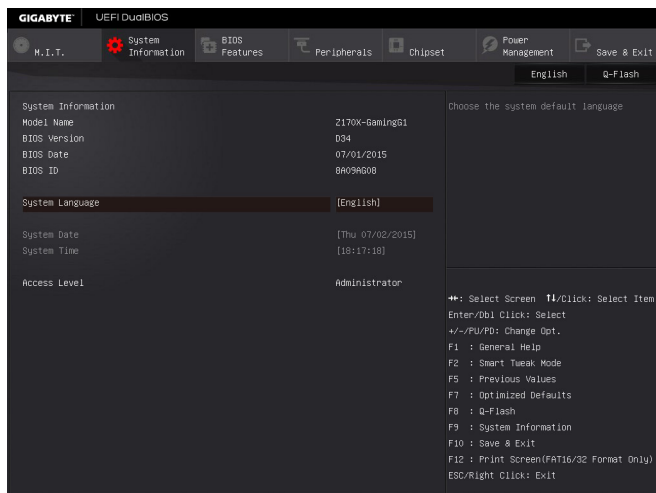 GIGABYTE™ UEFI DualBIOS
M.I.T.
System Information
BIOS Features
Peripherals
Chipset
Power Management
Save & Exit
English Q-Flash
System Information
Model Name Z170X-GamingG1
BIOS Version D34
BIOS Date 07/01/2015
BIOS ID 8A09AG08
System Language [English]
System Date [Thu 07/02/2015]
System Time [18:17:18]
Access Level Administrator
Choose the system default language
→←: Select Screen ↑↓/Click: Select Item
Enter/Dbl Click: Select
+/-/PU/PD: Change Opt.
F1 : General Help
F2 : Smart Tweak Mode
F5 : Previous Values
F7 : Optimized Defaults
F8 : Q-Flash
F9 : System Information
F10 : Save & Exit
F12 : Print Screen(FAT16/32 Format Only)
ESC/Right Click: Exit